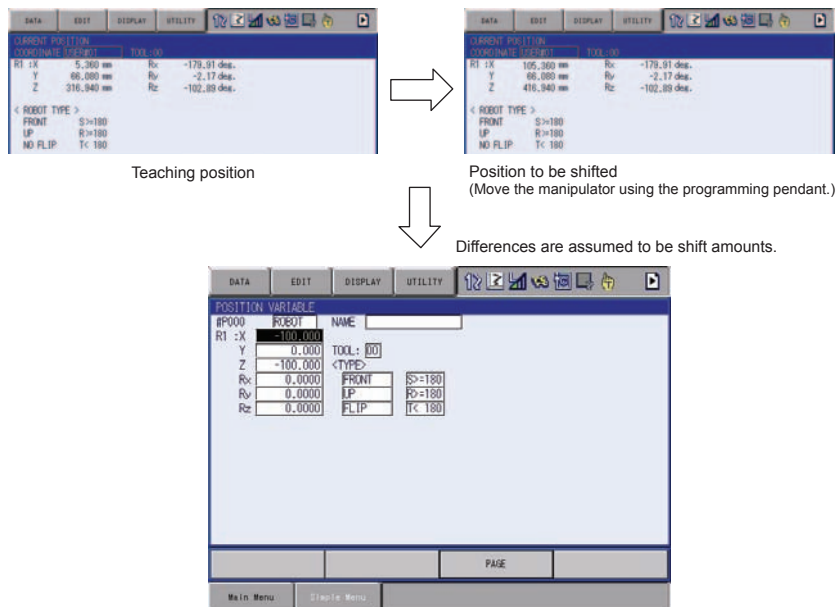 DATA EDIT DISPLAY UTILITY
CURRENT POSITION
COORDINATE USER#01 TOOL:00
R1 :X 5.360 mm Rx -179.91 deg.
Y 66.080 mm Ry -2.17 deg.
Z 316.940 mm Rz -102.89 deg.
< ROBOT TYPE >
FRONT S>=180
UP R>=180
NO FLIP T< 180
Teaching position
DATA EDIT DISPLAY UTILITY
CURRENT POSITION
COORDINATE USER#01 TOOL:00
R1 :X 105.360 mm Rx -179.91 deg.
Y 66.080 mm Ry -2.17 deg.
Z 416.940 mm Rz -102.89 deg.
< ROBOT TYPE >
FRONT S>=180
UP R>=180
NO FLIP T< 180
Position to be shifted
(Move the manipulator using the programming pendant.)
Differences are assumed to be shift amounts.
DATA EDIT DISPLAY UTILITY
POSITION VARIABLE
#P000 ROBOT NAME
R1 :X -100.000
Y 0.000 TOOL: 00
Z -100.000 <TYPE>
Rx 0.0000 FRONT S>=180
Ry 0.0000 UP R>=180
Rz 0.0000 FLIP T< 180
PAGE
Main Menu Simple Menu